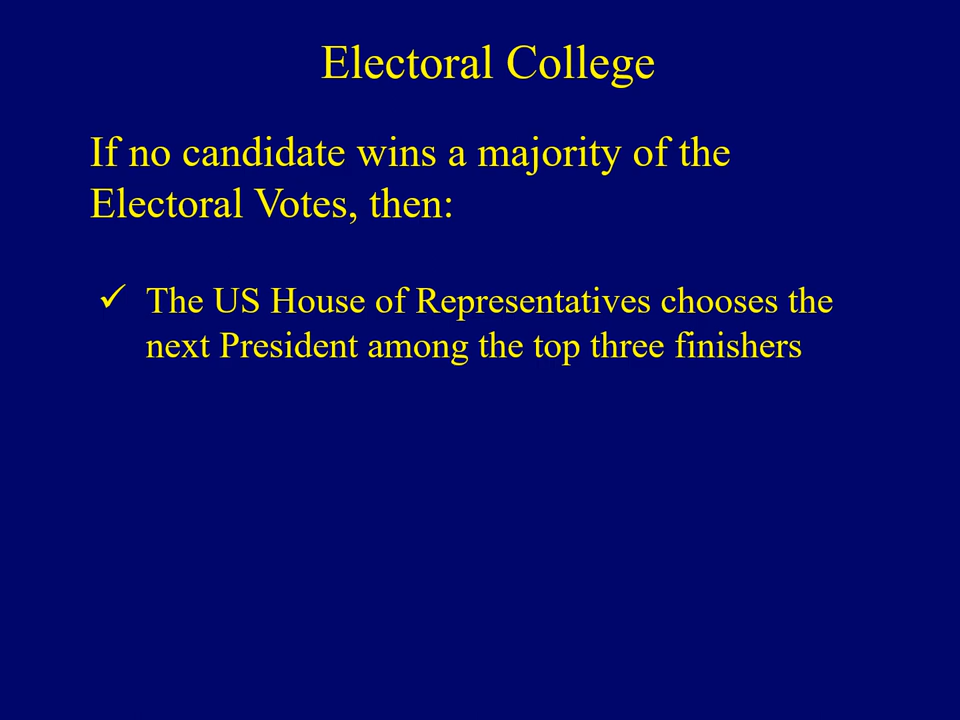 Electoral College
If no candidate wins a majority of the
Electoral Votes, then:
✓ The US House of Representatives chooses the
next President among the top three finishers